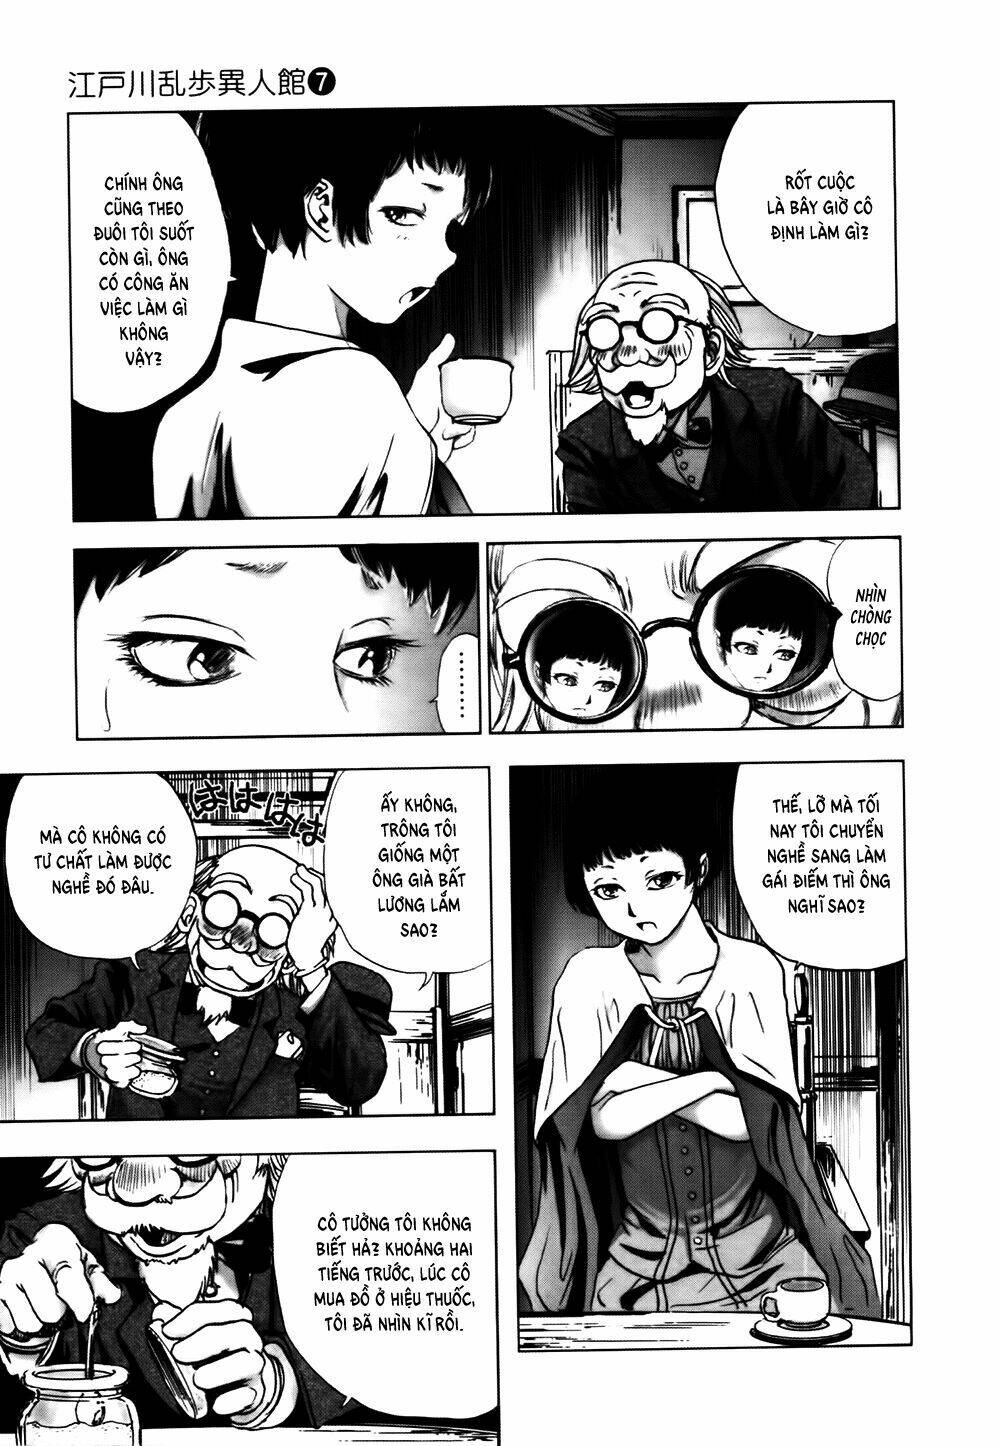 江戸川乱歩異人館7
RỐT CUỘC
LÀ BÂY GIỜ CÔ
ĐỊNH LÀM GÌ?
CHÍNH ÔNG
CŨNG THEO
ĐUÔI TÔI SUỐT
CÒN GÌ, ÔNG
CÓ CÔNG ĂN
VIỆC LÀM GÌ
KHÔNG
VẬY?
NHÌN
CHÒNG
CHỌC
.........
THẾ, LỠ MÀ TỐI
NAY TÔI CHUYỂN
NGHỀ SANG LÀM
GÁI ĐIẾM THÌ ÔNG
NGHĨ SAO?
ẤY KHÔNG,
TRÔNG TÔI
GIỐNG MỘT
ÔNG GIÀ BẤT
LƯƠNG LẮM
SAO?
はははは
MÀ CÔ KHÔNG CÓ
TƯ CHẤT LÀM ĐƯỢC
NGHỀ ĐÓ ĐÂU.
CÔ TƯỞNG TÔI KHÔNG
BIẾT HẢ? KHOẢNG HAI
TIẾNG TRƯỚC, LÚC CÔ
MUA ĐỒ Ở HIỆU THUỐC,
TÔI ĐÃ NHÌN KĨ RỒI.